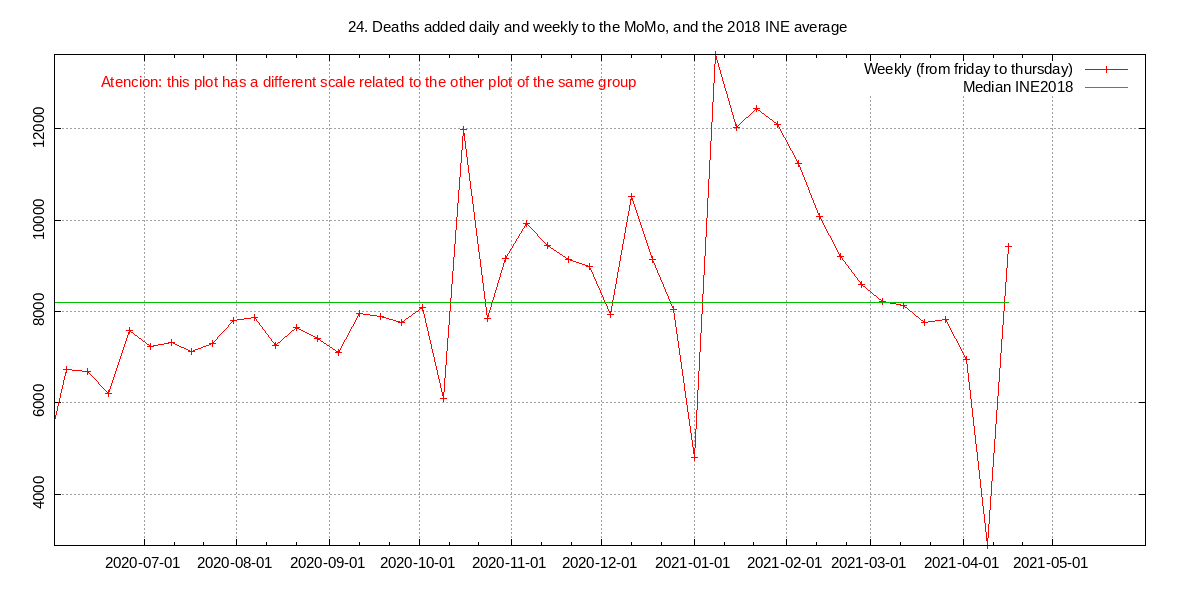 24. Deaths added daily and weekly to the MoMo, and the 2018 INE average
Atencion: this plot has a different scale related to the other plot of the same group
Weekly (from friday to thursday)
Median INE2018
12000
10000
8000
6000
4000
2020-07-01 2020-08-01 2020-09-01 2020-10-01 2020-11-01 2020-12-01 2021-01-01 2021-02-01 2021-03-01 2021-04-01 2021-05-01